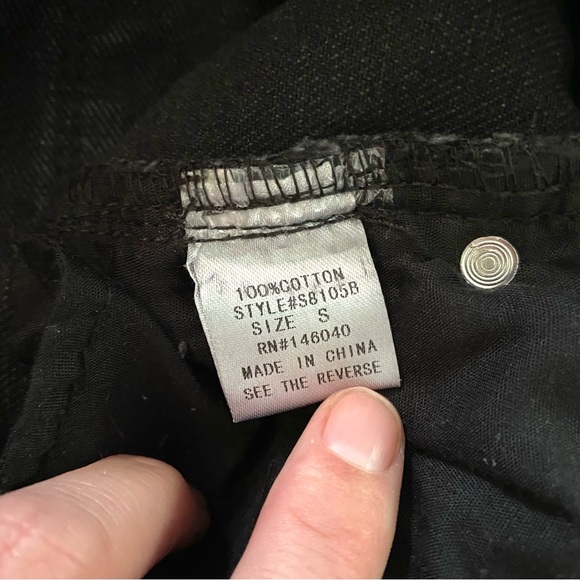 100%COTTON
STYLE#S8105B
SIZE S
RN#146040
MADE IN CHINA
SEE THE REVERSE